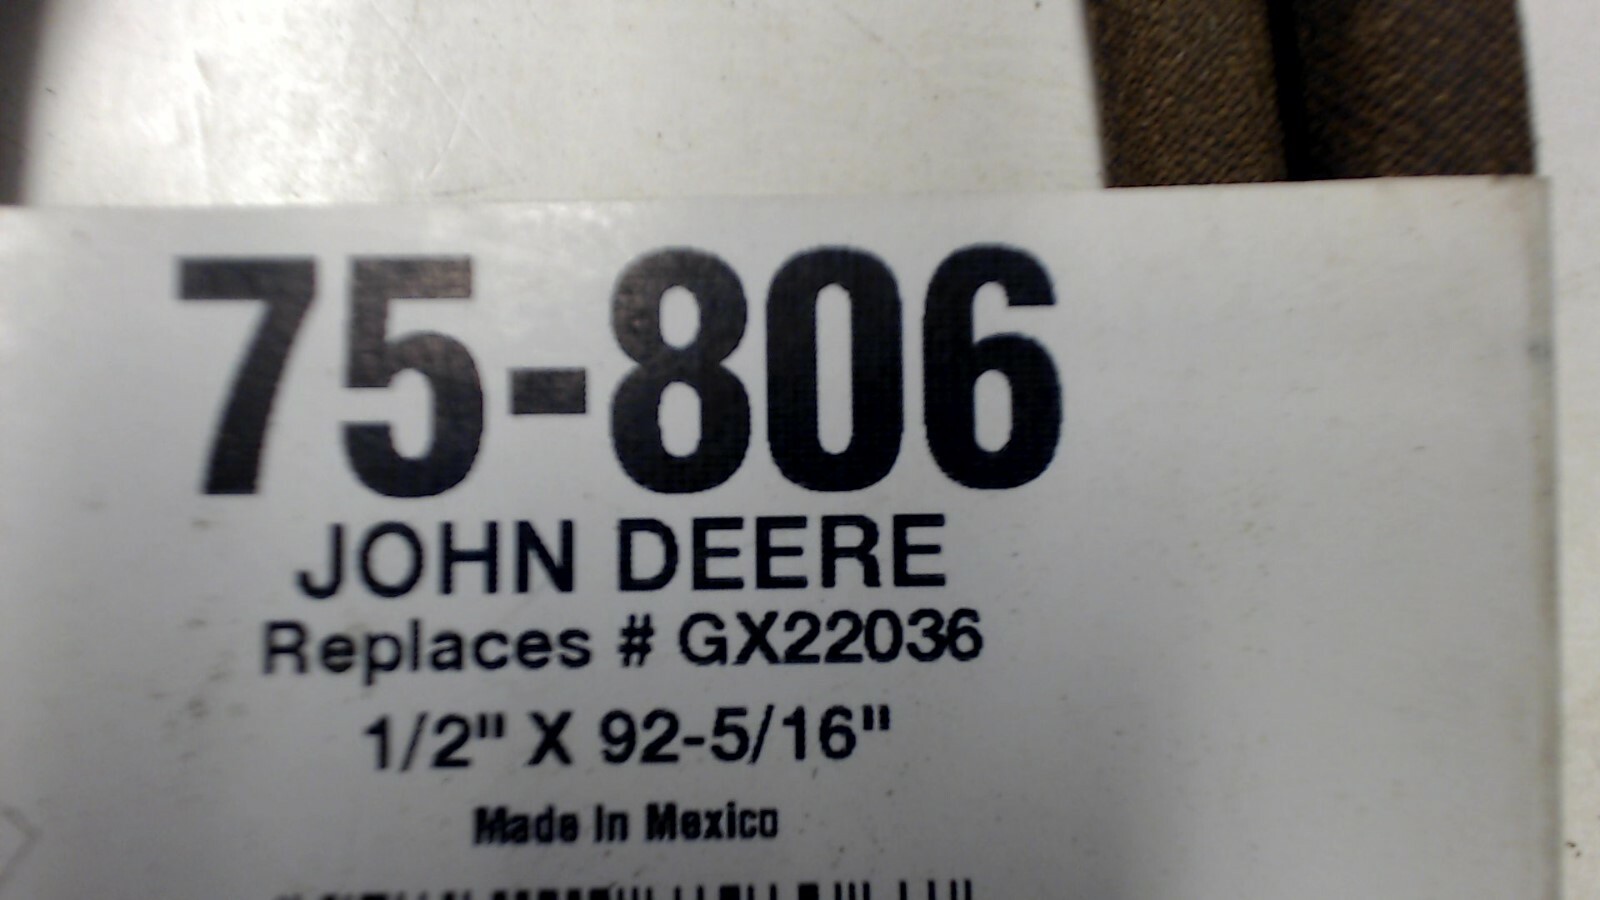 75-806
JOHN DEERE
Replaces # GX22036
1/2" X 92-5/16"
Made In Mexico